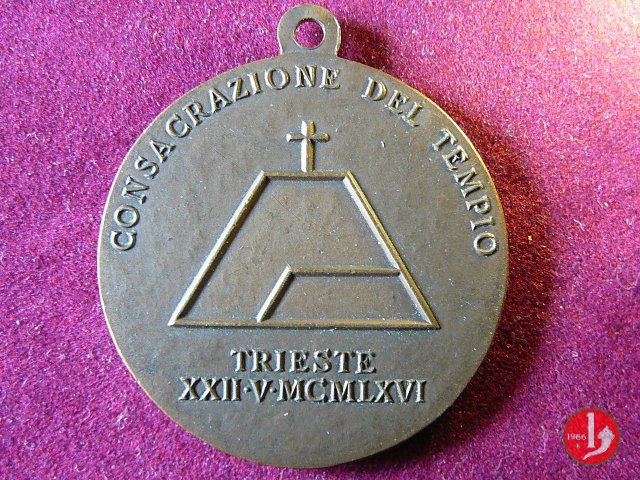 CONSACRAZIONE DEL TEMPIO
TRIESTE
XXII·V·MCMLXVI
1966